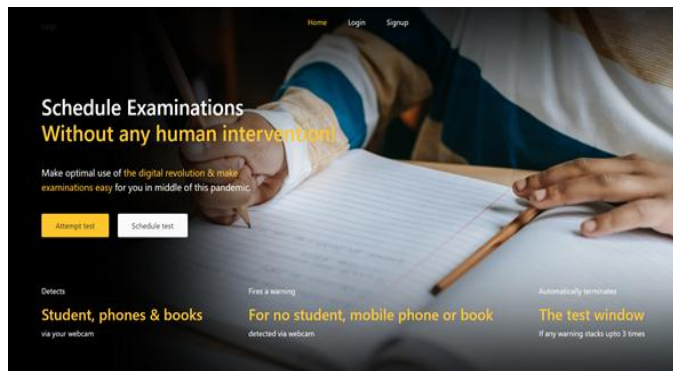 Logo
Home Login Signup
Schedule Examinations
Without any human intervention!
Make optimal use of the digital revolution & make
examinations easy for you in middle of this pandemic.
Attempt test Schedule test
Detects
Student, phones & books
via your webcam
Fires a warning
For no student, mobile phone or book
detected via webcam
Automatically terminates
The test window
If any warning stacks upto 3 times